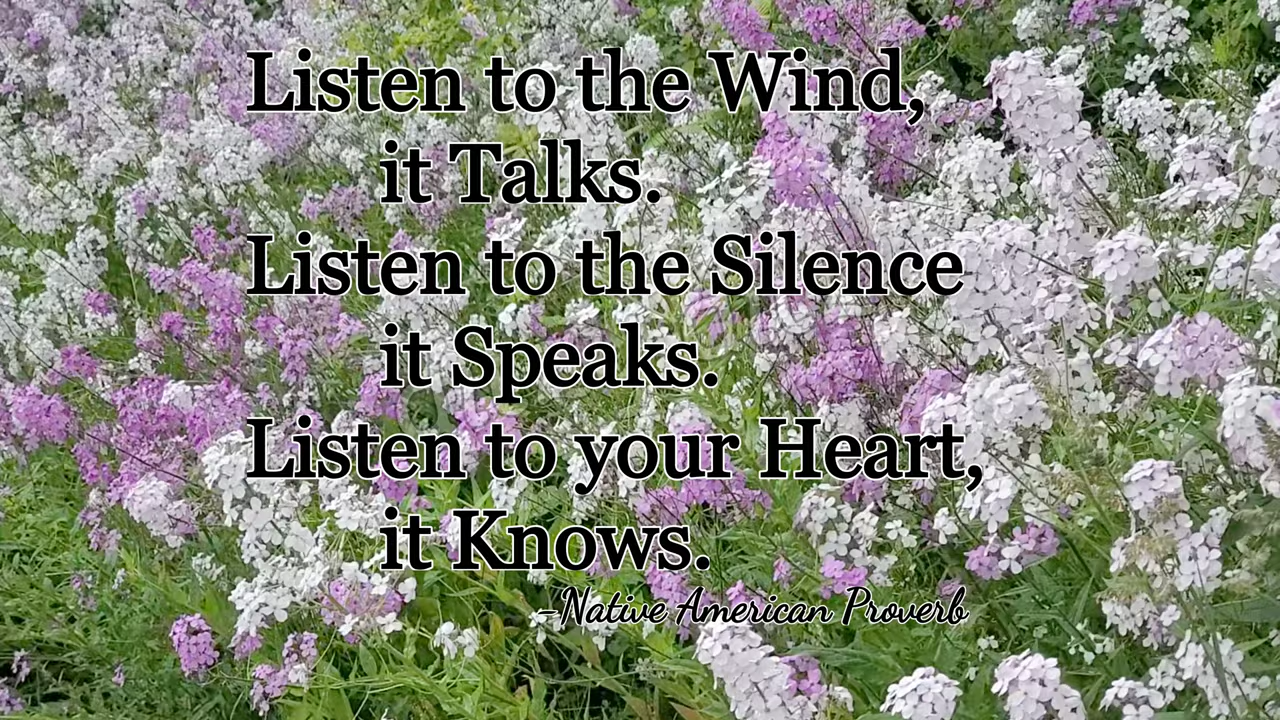 Listen to the Wind,
it Talks.
Listen to the Silence
it Speaks.
Listen to your Heart,
it Knows.
-Native American Proverb